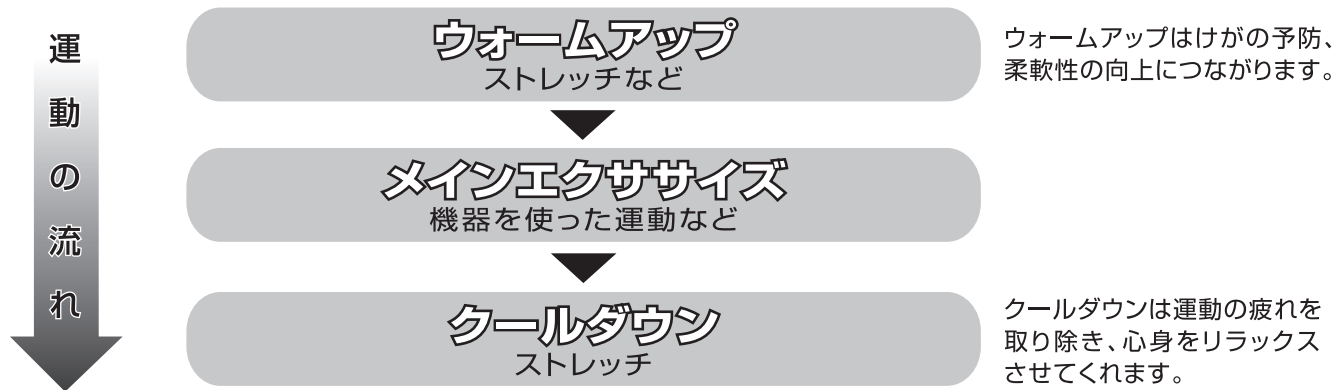 運動の流れ
ウォームアップ
ストレッチなど
ウォームアップはけがの予防、
柔軟性の向上につながります。
メインエクササイズ
機器を使った運動など
クールダウン
ストレッチ
クールダウンは運動の疲れを
取り除き、心身をリラックス
させてくれます。